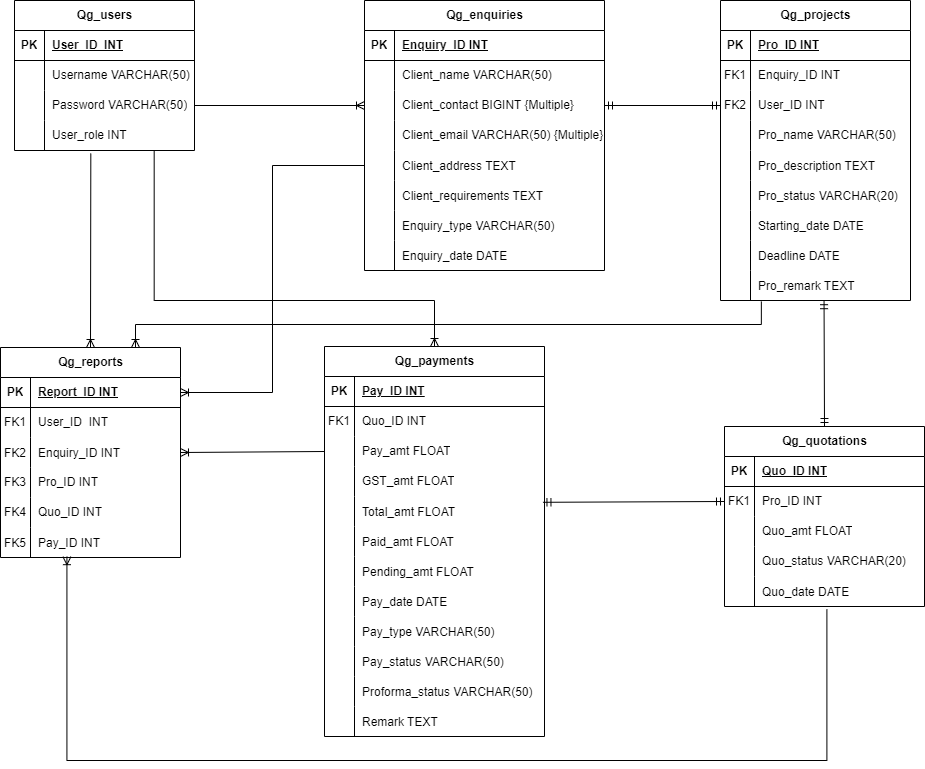 Qg_users
PK User_ID INT
Username VARCHAR(50)
Password VARCHAR(50)
User_role INT
Qg_enquiries
PK Enquiry_ID INT
Client_name VARCHAR(50)
Client_contact BIGINT {Multiple}
Client_email VARCHAR(50) {Multiple}
Client_address TEXT
Client_requirements TEXT
Enquiry_type VARCHAR(50)
Enquiry_date DATE
Qg_projects
PK Pro_ID INT
FK1 Enquiry_ID INT
FK2 User_ID INT
Pro_name VARCHAR(50)
Pro_description TEXT
Pro_status VARCHAR(20)
Starting_date DATE
Deadline DATE
Pro_remark TEXT
Qg_reports
PK Report_ID INT
FK1 User_ID INT
FK2 Enquiry_ID INT
FK3 Pro_ID INT
FK4 Quo_ID INT
FK5 Pay_ID INT
Qg_payments
PK Pay_ID INT
FK1 Quo_ID INT
Pay_amt FLOAT
GST_amt FLOAT
Total_amt FLOAT
Paid_amt FLOAT
Pending_amt FLOAT
Pay_date DATE
Pay_type VARCHAR(50)
Pay_status VARCHAR(50)
Proforma_status VARCHAR(50)
Remark TEXT
Qg_quotations
PK Quo_ID INT
FK1 Pro_ID INT
Quo_amt FLOAT
Quo_status VARCHAR(20)
Quo_date DATE